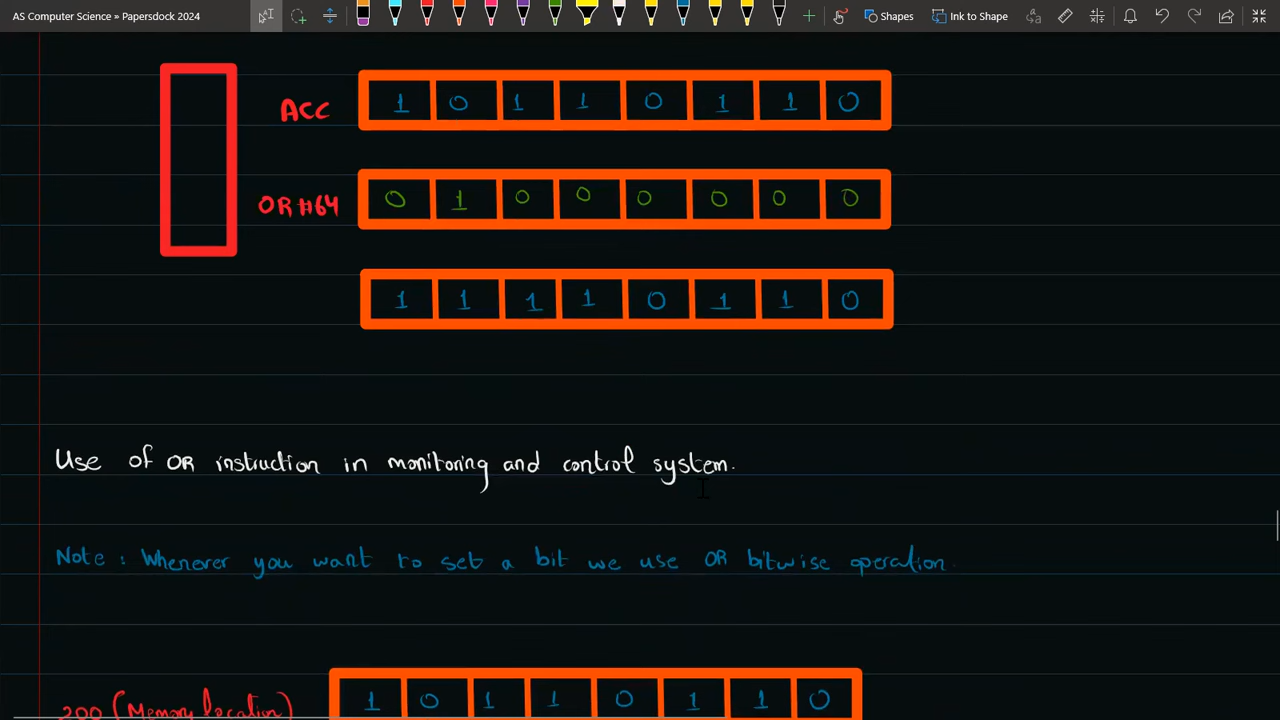 AS Computer Science » Papersdock 2024
Shapes
Ink to Shape
ACC 1 0 1 1 0 1 1 0
OR #64 0 1 0 0 0 0 0 0
1 1 1 1 0 1 1 0
Use of OR instruction in monitoring and control system.
Note : Whenever you want to set a bit we use OR bitwise operation.
200 (Memory location) 1 0 1 1 0 1 1 0